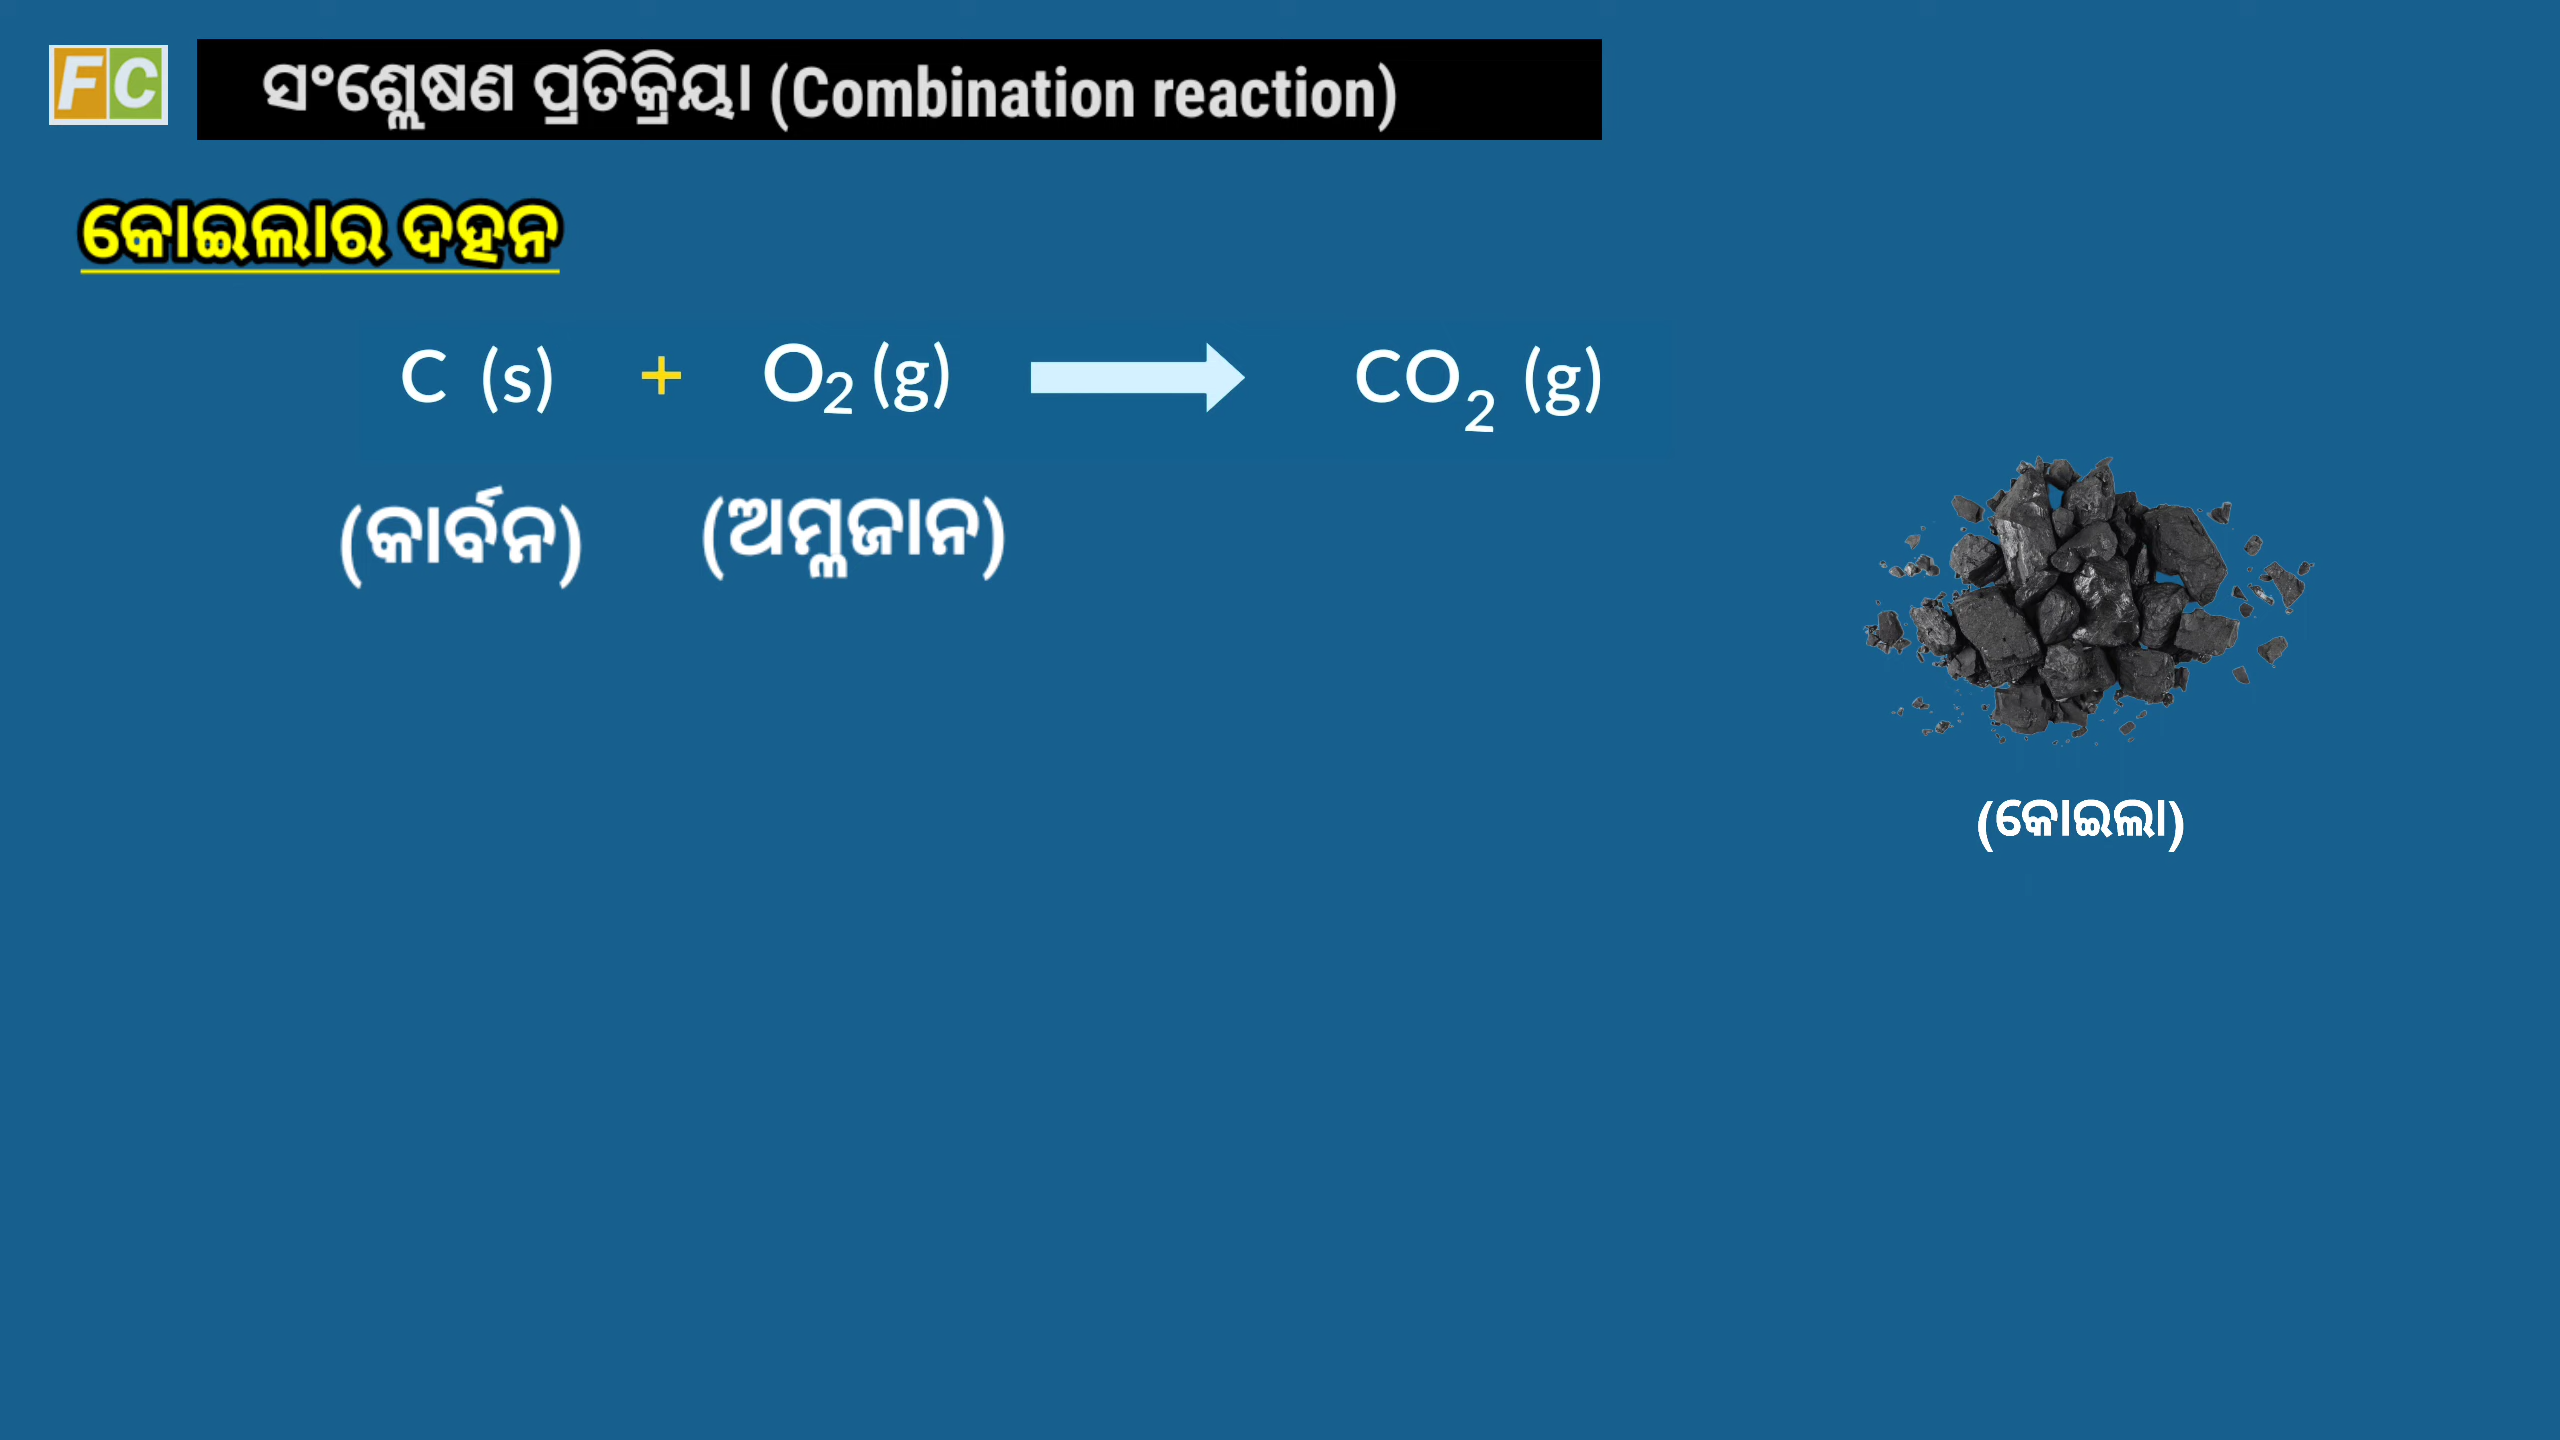 FC
ସଂଶ୍ଳେଷଣ ପ୍ରତିକ୍ରିୟା (Combination reaction)
କୋଇଲାର ଦହନ
C (s) + O₂ (g) CO₂ (g)
(କାର୍ବନ) (ଅମ୍ଳଜାନ)
(କୋଇଲା)